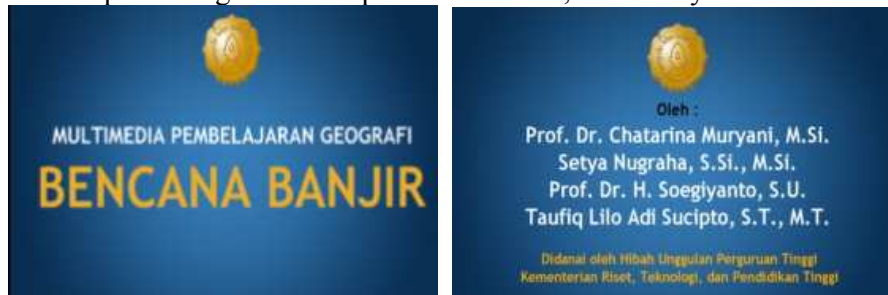 MULTIMEDIA PEMBELAJARAN GEOGRAFI
BENCANA BANJIR
Oleh :
Prof. Dr. Chatarina Muryani, M.Si.
Setya Nugraha, S.Si., M.Si.
Prof. Dr. H. Soegiyanto, S.U.
Taufiq Lilo Adi Sucipto, S.T., M.T.
Didanai oleh Hibah Unggulan Perguruan Tinggi
Kementerian Riset, Teknologi, dan Pendidikan Tinggi